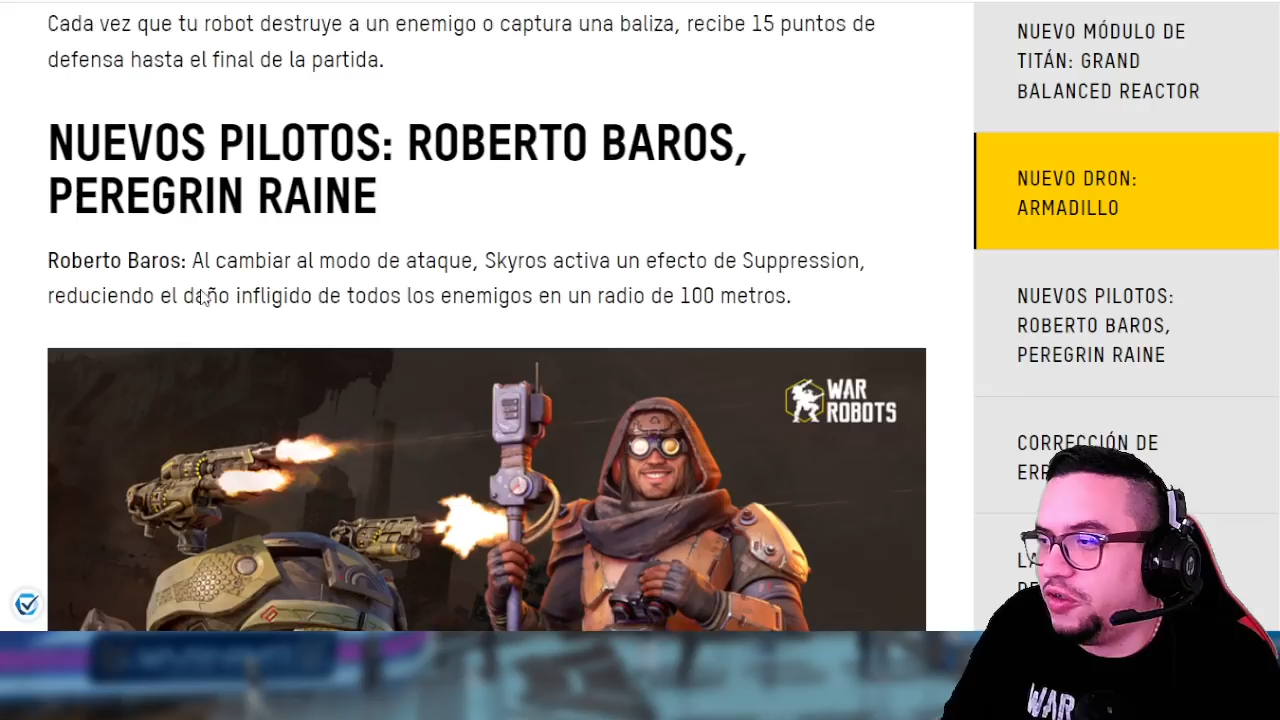 Cada vez que tu robot destruye a un enemigo o captura una baliza, recibe 15 puntos de
defensa hasta el final de la partida.
NUEVOS PILOTOS: ROBERTO BAROS,
PEREGRIN RAINE
Roberto Baros: Al cambiar al modo de ataque, Skyros activa un efecto de Suppression,
reduciendo el daño infligido de todos los enemigos en un radio de 100 metros.
WAR
ROBOTS
NUEVO MÓDULO DE
TITÁN: GRAND
BALANCED REACTOR
NUEVO DRON:
ARMADILLO
NUEVOS PILOTOS:
ROBERTO BAROS,
PEREGRIN RAINE
CORRECCIÓN DE
WAR